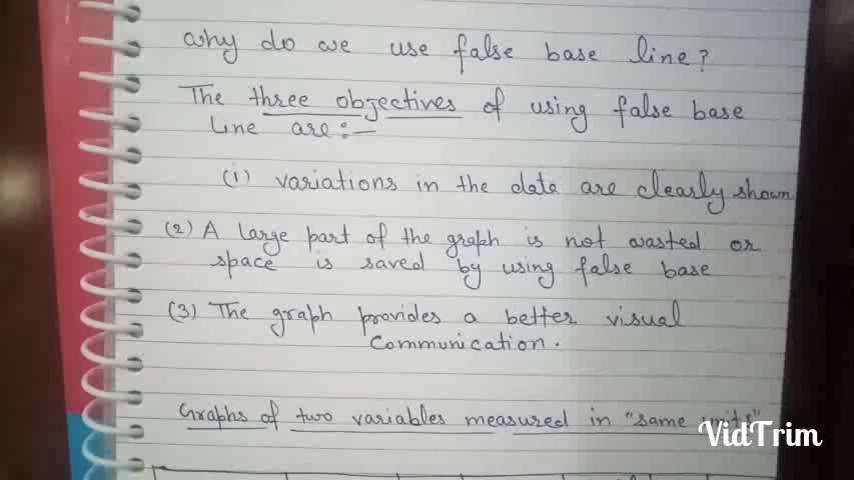 Why do we use false base line?
The three objectives of using false base
line are:—
(1) variations in the data are clearly shown
(2) A large part of the graph is not wasted or
space is saved by using false base
(3) The graph provides a better visual
Communication.
Graphs of two variables measured in "same units"
VidTrim